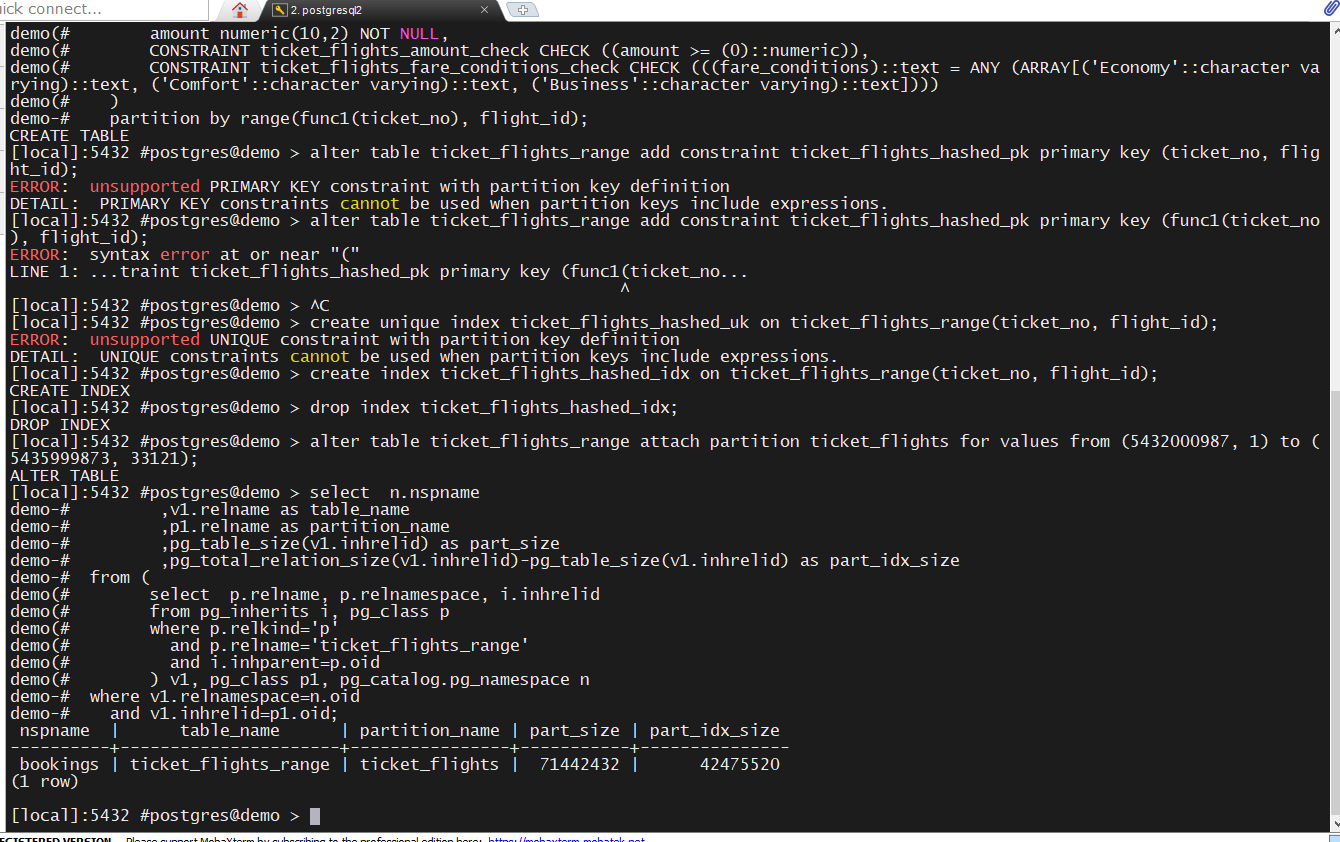 ick connect...
2. postgresql2
demo(#        amount numeric(10,2) NOT NULL,
demo(#        CONSTRAINT ticket_flights_amount_check CHECK ((amount >= (0)::numeric)),
demo(#        CONSTRAINT ticket_flights_fare_conditions_check CHECK (((fare_conditions)::text = ANY (ARRAY[('Economy'::character va
rying)::text, ('Comfort'::character varying)::text, ('Business'::character varying)::text])))
demo(#    )
demo-#    partition by range(func1(ticket_no), flight_id);
CREATE TABLE
[local]:5432 #postgres@demo > alter table ticket_flights_range add constraint ticket_flights_hashed_pk primary key (ticket_no, flig
ht_id);
ERROR:  unsupported PRIMARY KEY constraint with partition key definition
DETAIL:  PRIMARY KEY constraints cannot be used when partition keys include expressions.
[local]:5432 #postgres@demo > alter table ticket_flights_range add constraint ticket_flights_hashed_pk primary key (func1(ticket_no
), flight_id);
ERROR:  syntax error at or near "("
LINE 1: ...traint ticket_flights_hashed_pk primary key (func1(ticket_no...
                                                             ^
[local]:5432 #postgres@demo > ^C
[local]:5432 #postgres@demo > create unique index ticket_flights_hashed_uk on ticket_flights_range(ticket_no, flight_id);
ERROR:  unsupported UNIQUE constraint with partition key definition
DETAIL:  UNIQUE constraints cannot be used when partition keys include expressions.
[local]:5432 #postgres@demo > create index ticket_flights_hashed_idx on ticket_flights_range(ticket_no, flight_id);
CREATE INDEX
[local]:5432 #postgres@demo > drop index ticket_flights_hashed_idx;
DROP INDEX
[local]:5432 #postgres@demo > alter table ticket_flights_range attach partition ticket_flights for values from (5432000987, 1) to (
5435999873, 33121);
ALTER TABLE
[local]:5432 #postgres@demo > select  n.nspname
demo-#         ,v1.relname as table_name
demo-#         ,p1.relname as partition_name
demo-#         ,pg_table_size(v1.inhrelid) as part_size
demo-#         ,pg_total_relation_size(v1.inhrelid)-pg_table_size(v1.inhrelid) as part_idx_size
demo-#  from (
demo(#        select  p.relname, p.relnamespace, i.inhrelid
demo(#        from pg_inherits i, pg_class p
demo(#        where p.relkind='p'
demo(#          and p.relname='ticket_flights_range'
demo(#          and i.inhparent=p.oid
demo(#        ) v1, pg_class p1, pg_catalog.pg_namespace n
demo-#  where v1.relnamespace=n.oid
demo-#    and v1.inhrelid=p1.oid;
 nspname  |      table_name      | partition_name | part_size | part_idx_size
----------+----------------------+----------------+-----------+---------------
 bookings | ticket_flights_range | ticket_flights |  71442432 |      42475520
(1 row)
[local]:5432 #postgres@demo >
EGISTERED VERSION  -  Please support MobaXterm by subscribing to the professional edition here:  https://mobaxterm.mobatek.net